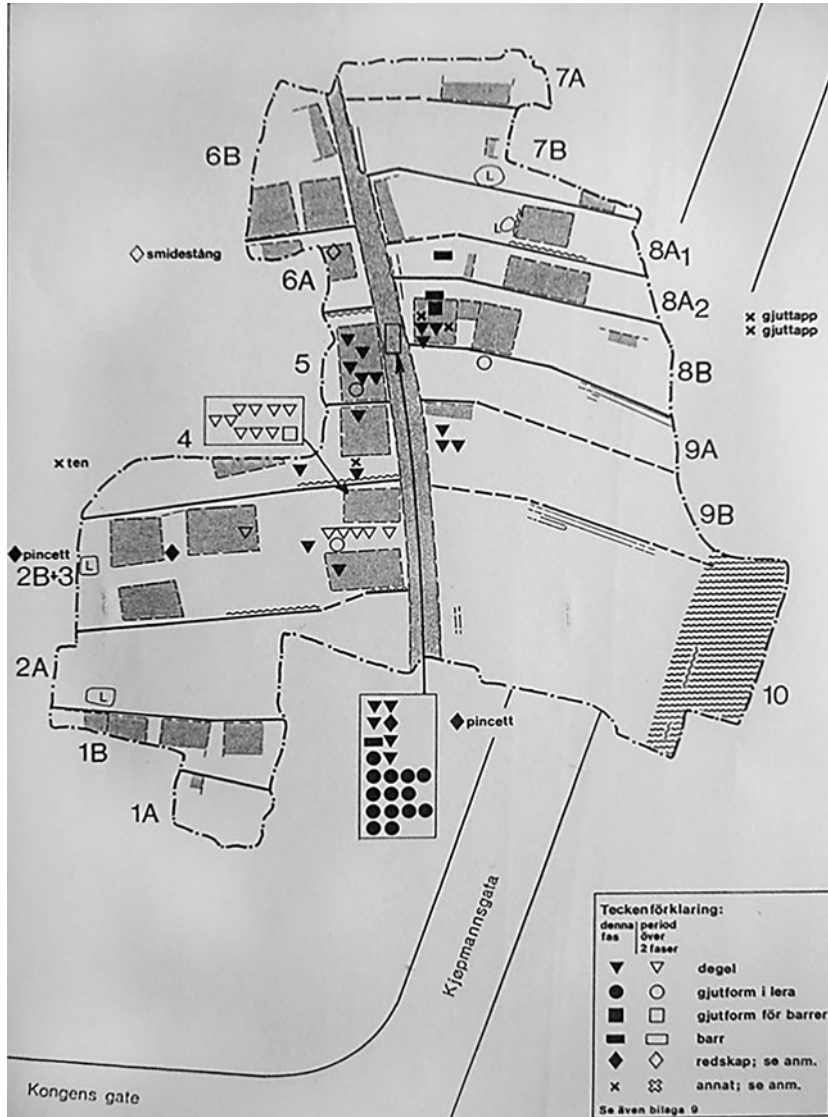 7A
6B
7B
smidestång
6A
8A1
8A2
gjuttapp
gjuttapp
5
8B
4
9A
ten
9B
pincett
2B+3
L
L
L
2A
L
10
pincett
1B
1A
Kjøpmannsgata
Kongens gate
Teckenförklaring:
denna period
fas över
2 faser
degel
gjutform i lera
gjutform för barrer
barr
redskap; se anm.
annat; se anm.
Se även bilaga 9